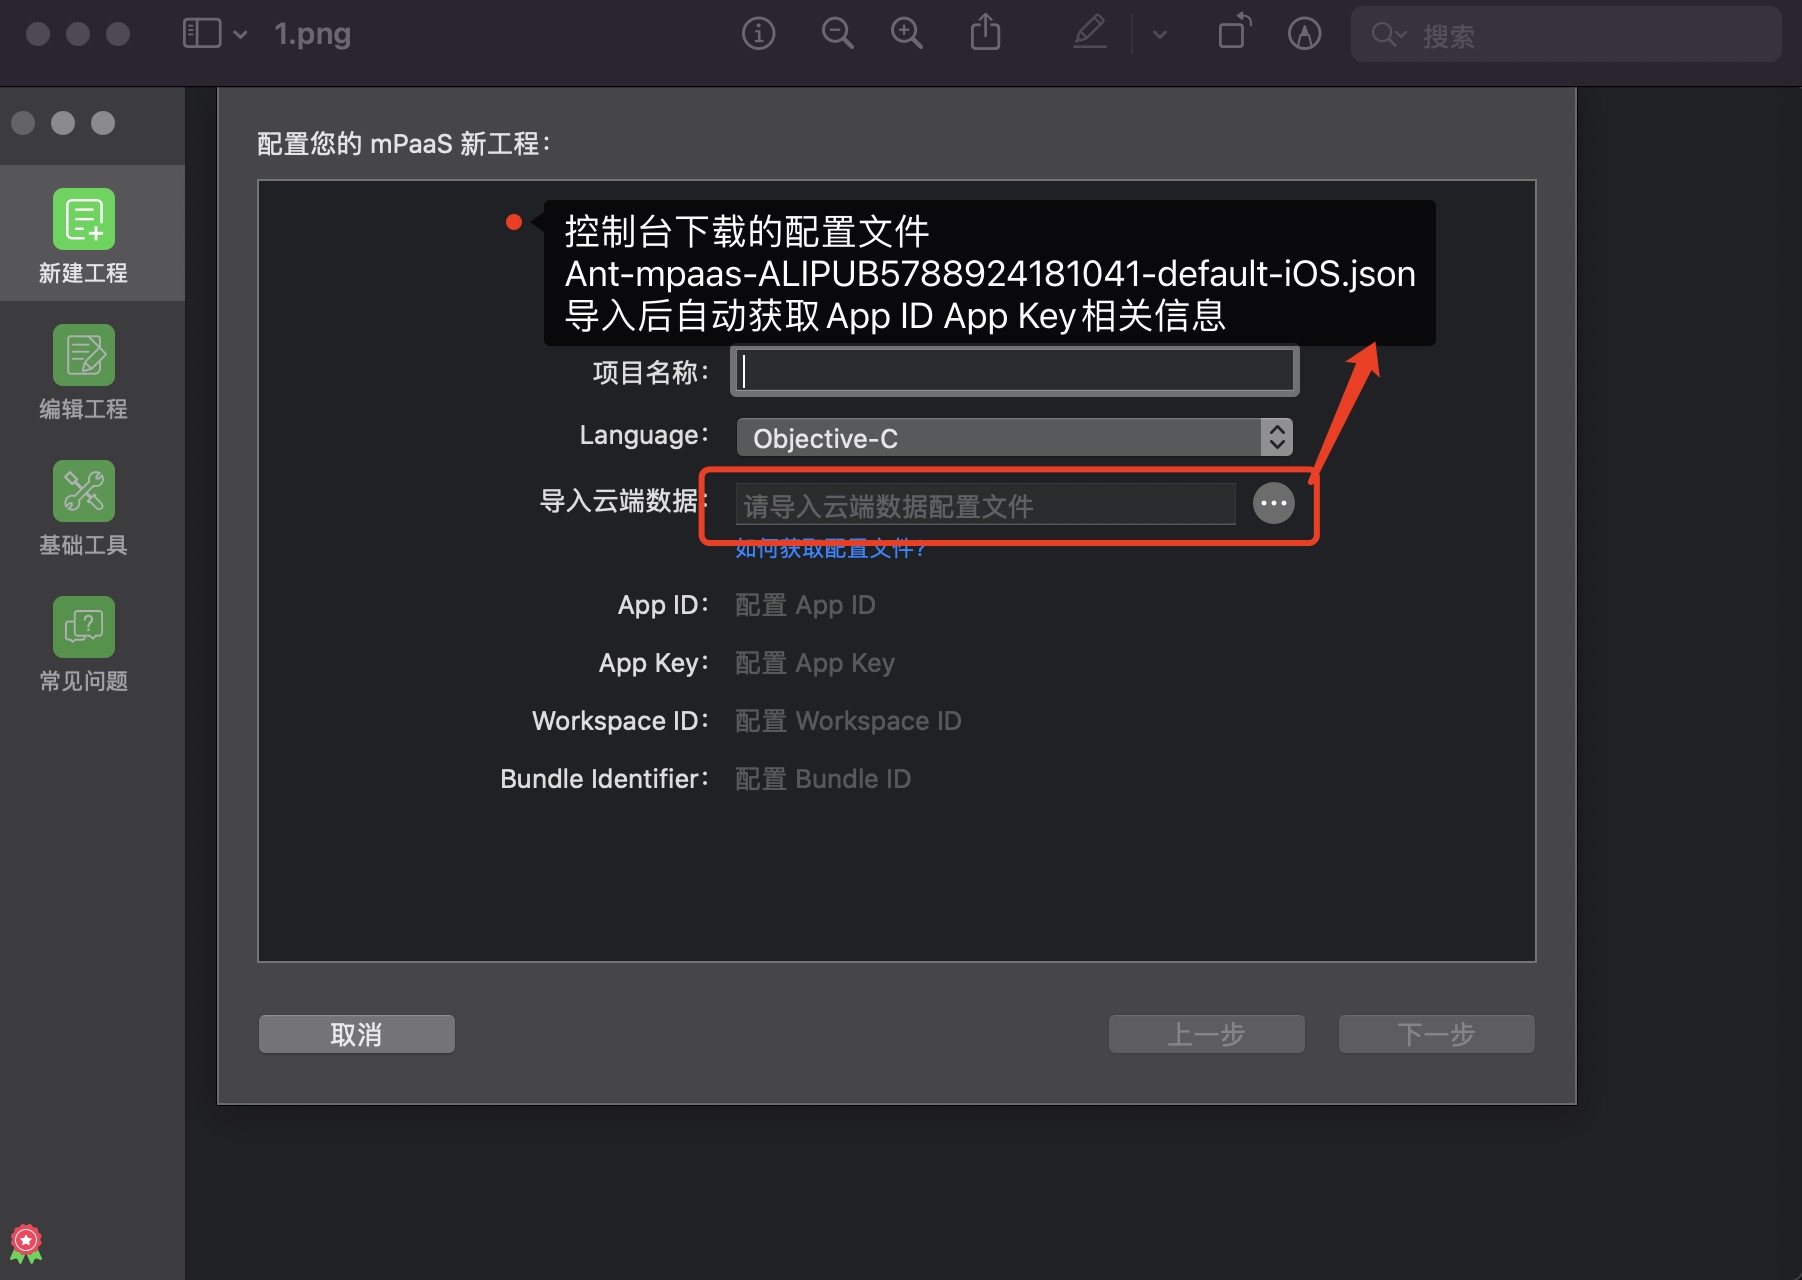 1.png
搜索
新建工程
编辑工程
基础工具
常见问题
配置您的 mPaaS 新工程：
控制台下载的配置文件
Ant-mpaas-ALIPUB5788924181041-default-iOS.json
导入后自动获取App ID App Key相关信息
项目名称：
Language： Objective-C
导入云端数据： 请导入云端数据配置文件
如何获取配置文件？
App ID： 配置 App ID
App Key： 配置 App Key
Workspace ID： 配置 Workspace ID
Bundle Identifier： 配置 Bundle ID
取消 上一步 下一步